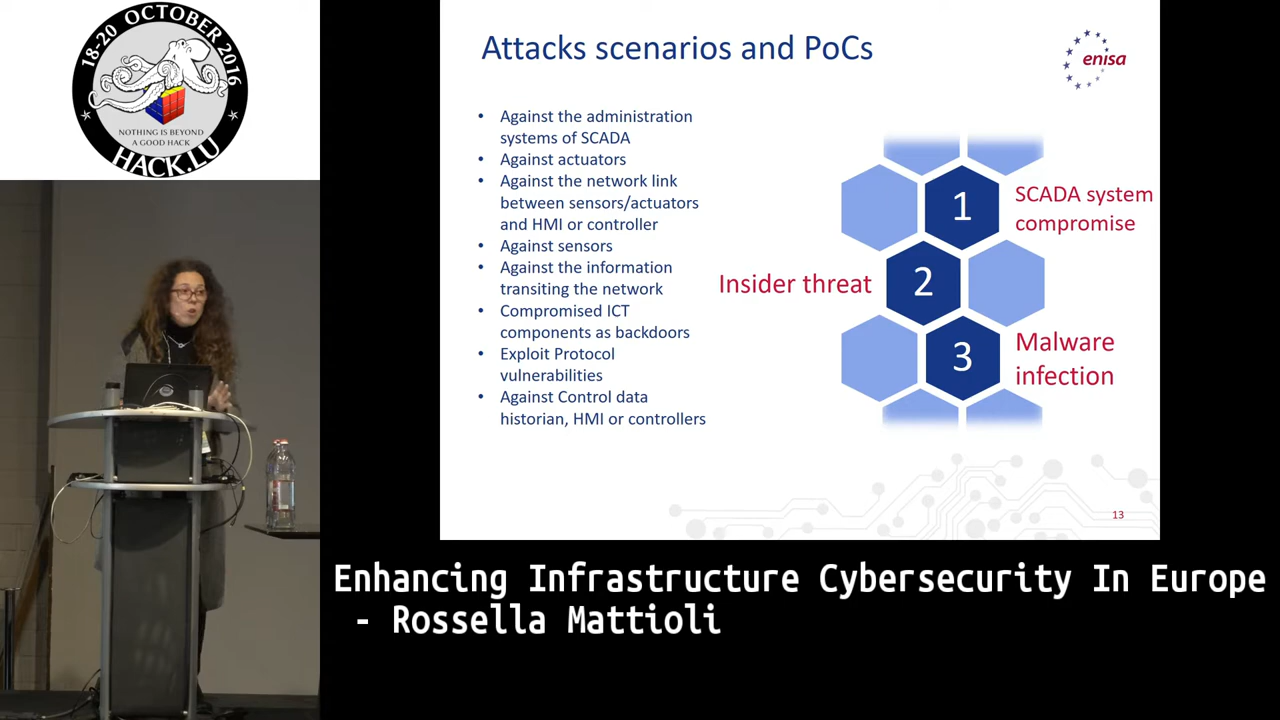 18-20 OCTOBER 2016
NOTHING IS BEYOND
A GOOD HACK
HACK.LU
Attacks scenarios and PoCs
enisa
• Against the administration
systems of SCADA
• Against actuators
• Against the network link
between sensors/actuators
and HMI or controller
• Against sensors
• Against the information
transiting the network
• Compromised ICT
components as backdoors
• Exploit Protocol
vulnerabilities
• Against Control data
historian, HMI or controllers
1
SCADA system
compromise
Insider threat
2
3
Malware
infection
13
Enhancing Infrastructure Cybersecurity In Europe
- Rossella Mattioli